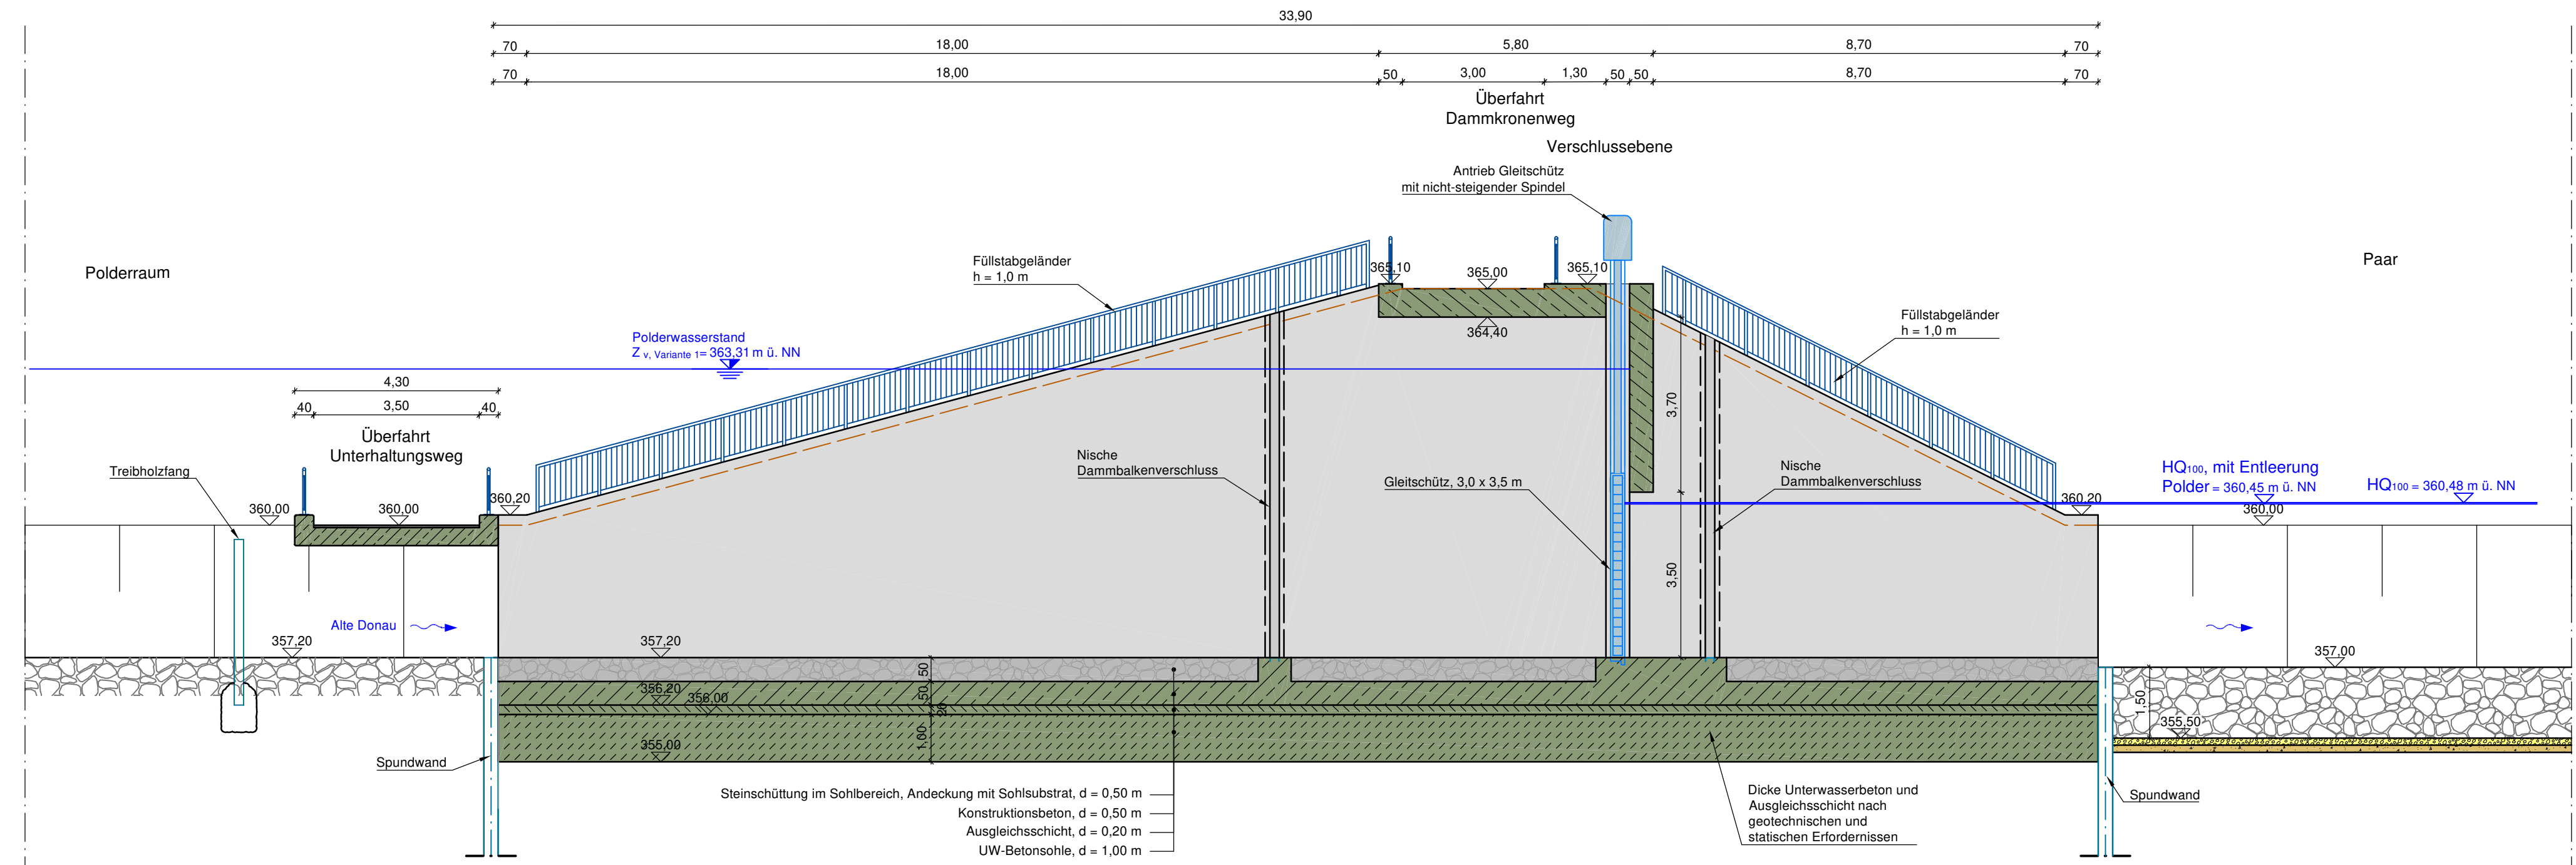 33,90
70
18,00
5,80
8,70
70
70
18,00
50
3,00
1,30
50
50
8,70
70
Überfahrt
Dammkronenweg
Verschlussebene
Antrieb Gleitschütz
mit nicht-steigender Spindel
Polderraum
Füllstabgeländer
h = 1,0 m
365,10
365,00
365,10
364,40
Paar
Füllstabgeländer
h = 1,0 m
Polderwasserstand
Z v, Variante 1 = 363,31 m ü. NN
4,30
40
3,50
40
Überfahrt
Unterhaltungsweg
Treibholzfang
360,00
360,00
360,20
Nische
Dammbalkenverschluss
Gleitschütz, 3,0 x 3,5 m
3,70
3,50
Nische
Dammbalkenverschluss
HQ100, mit Entleerung
Polder = 360,45 m ü. NN
HQ100 = 360,48 m ü. NN
360,20
360,00
Alte Donau
357,20
357,20
357,00
50
50
20
1,00
356,20
356,00
355,00
1,50
355,50
Spundwand
Steinschüttung im Sohlbereich, Andeckung mit Sohlsubstrat, d = 0,50 m
Konstruktionsbeton, d = 0,50 m
Ausgleichsschicht, d = 0,20 m
UW-Betonsohle, d = 1,00 m
Dicke Unterwasserbeton und
Ausgleichsschicht nach
geotechnischen und
statischen Erfordernissen
Spundwand